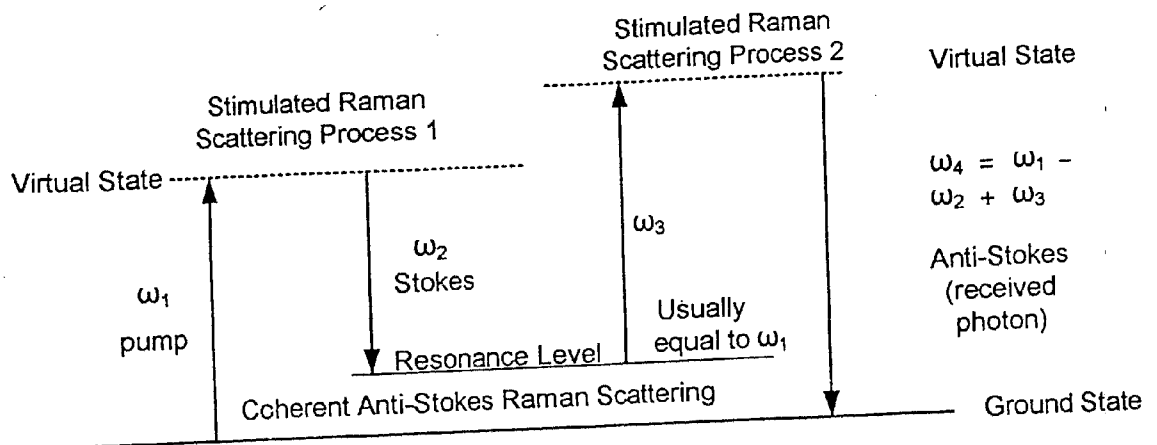 Stimulated Raman
Scattering Process 2
Virtual State
Stimulated Raman
Scattering Process 1
Virtual State
ω4 = ω1 –
ω2 + ω3
ω3
ω2
Stokes
Anti-Stokes
(received
photon)
ω1
pump
Usually
equal to ω1
Resonance Level
Coherent Anti-Stokes Raman Scattering
Ground State